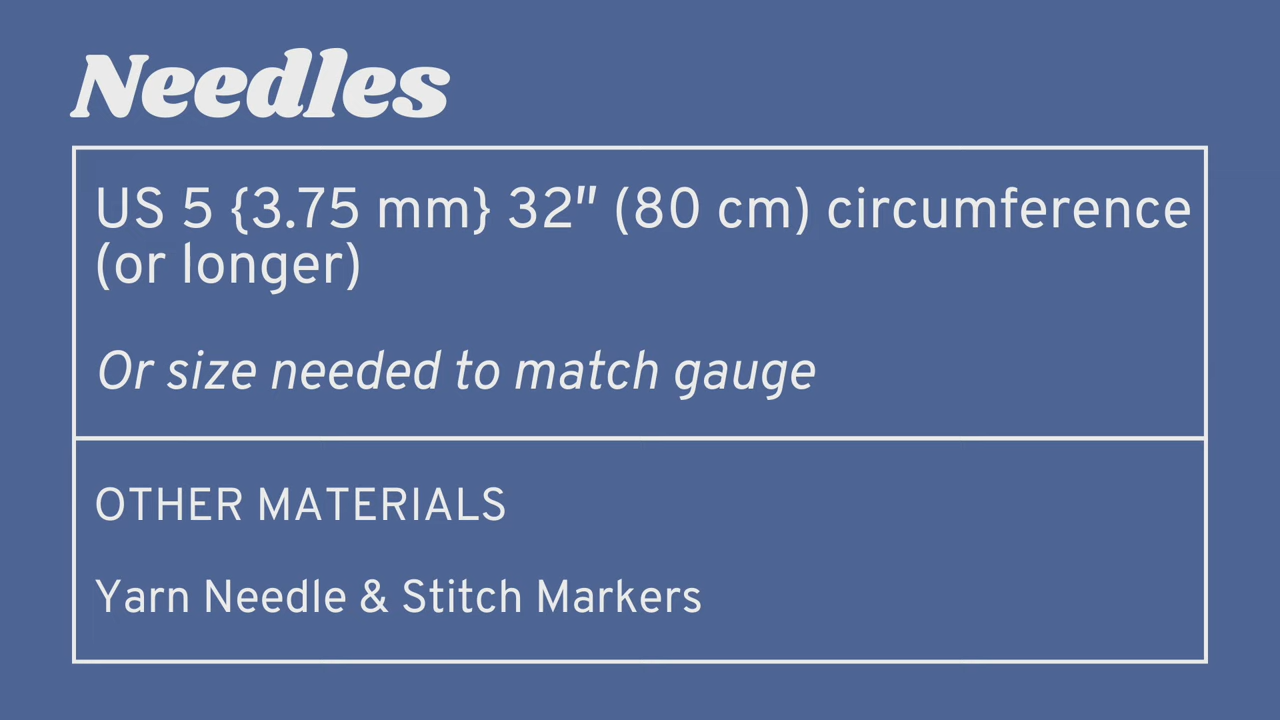 Needles
US 5 {3.75 mm} 32" (80 cm) circumference
(or longer)
Or size needed to match gauge
OTHER MATERIALS
Yarn Needle & Stitch Markers